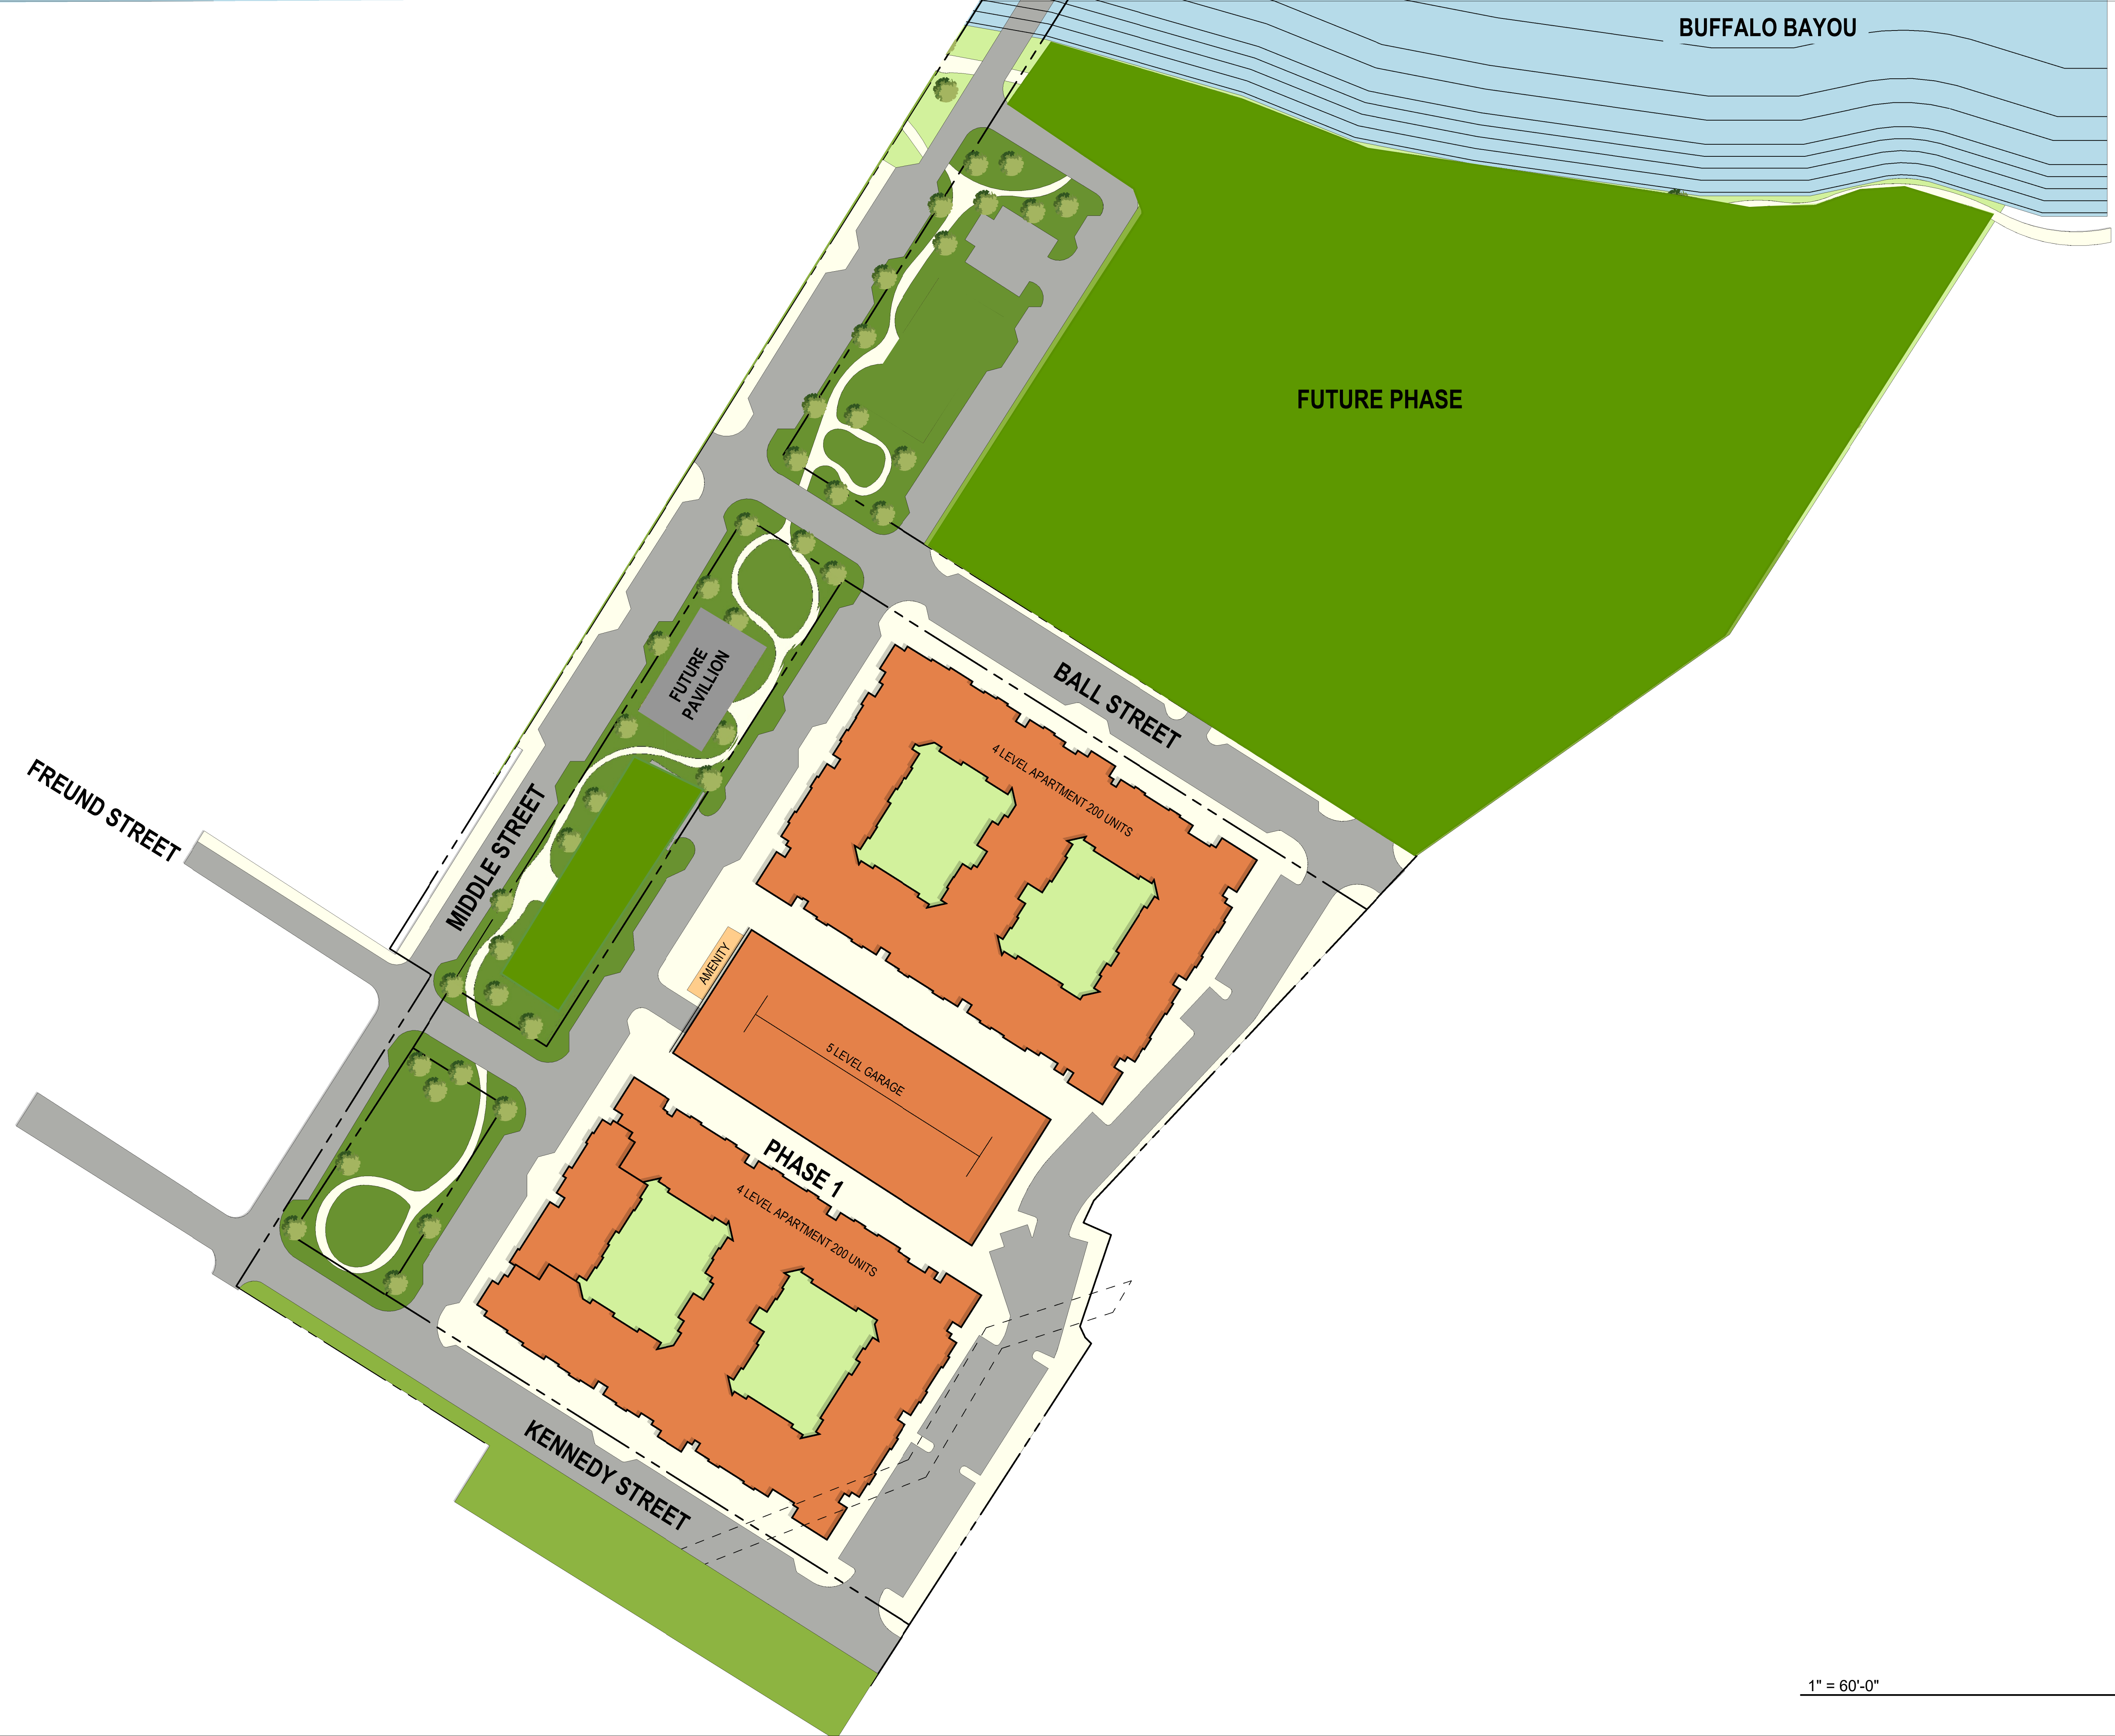 BUFFALO BAYOU
FUTURE PHASE
BALL STREET
FUTURE
PAVILLION
4 LEVEL APARTMENT 200 UNITS
FREUND STREET
MIDDLE STREET
AMENITY
5 LEVEL GARAGE
PHASE 1
4 LEVEL APARTMENT 200 UNITS
KENNEDY STREET
1" = 60'-0"